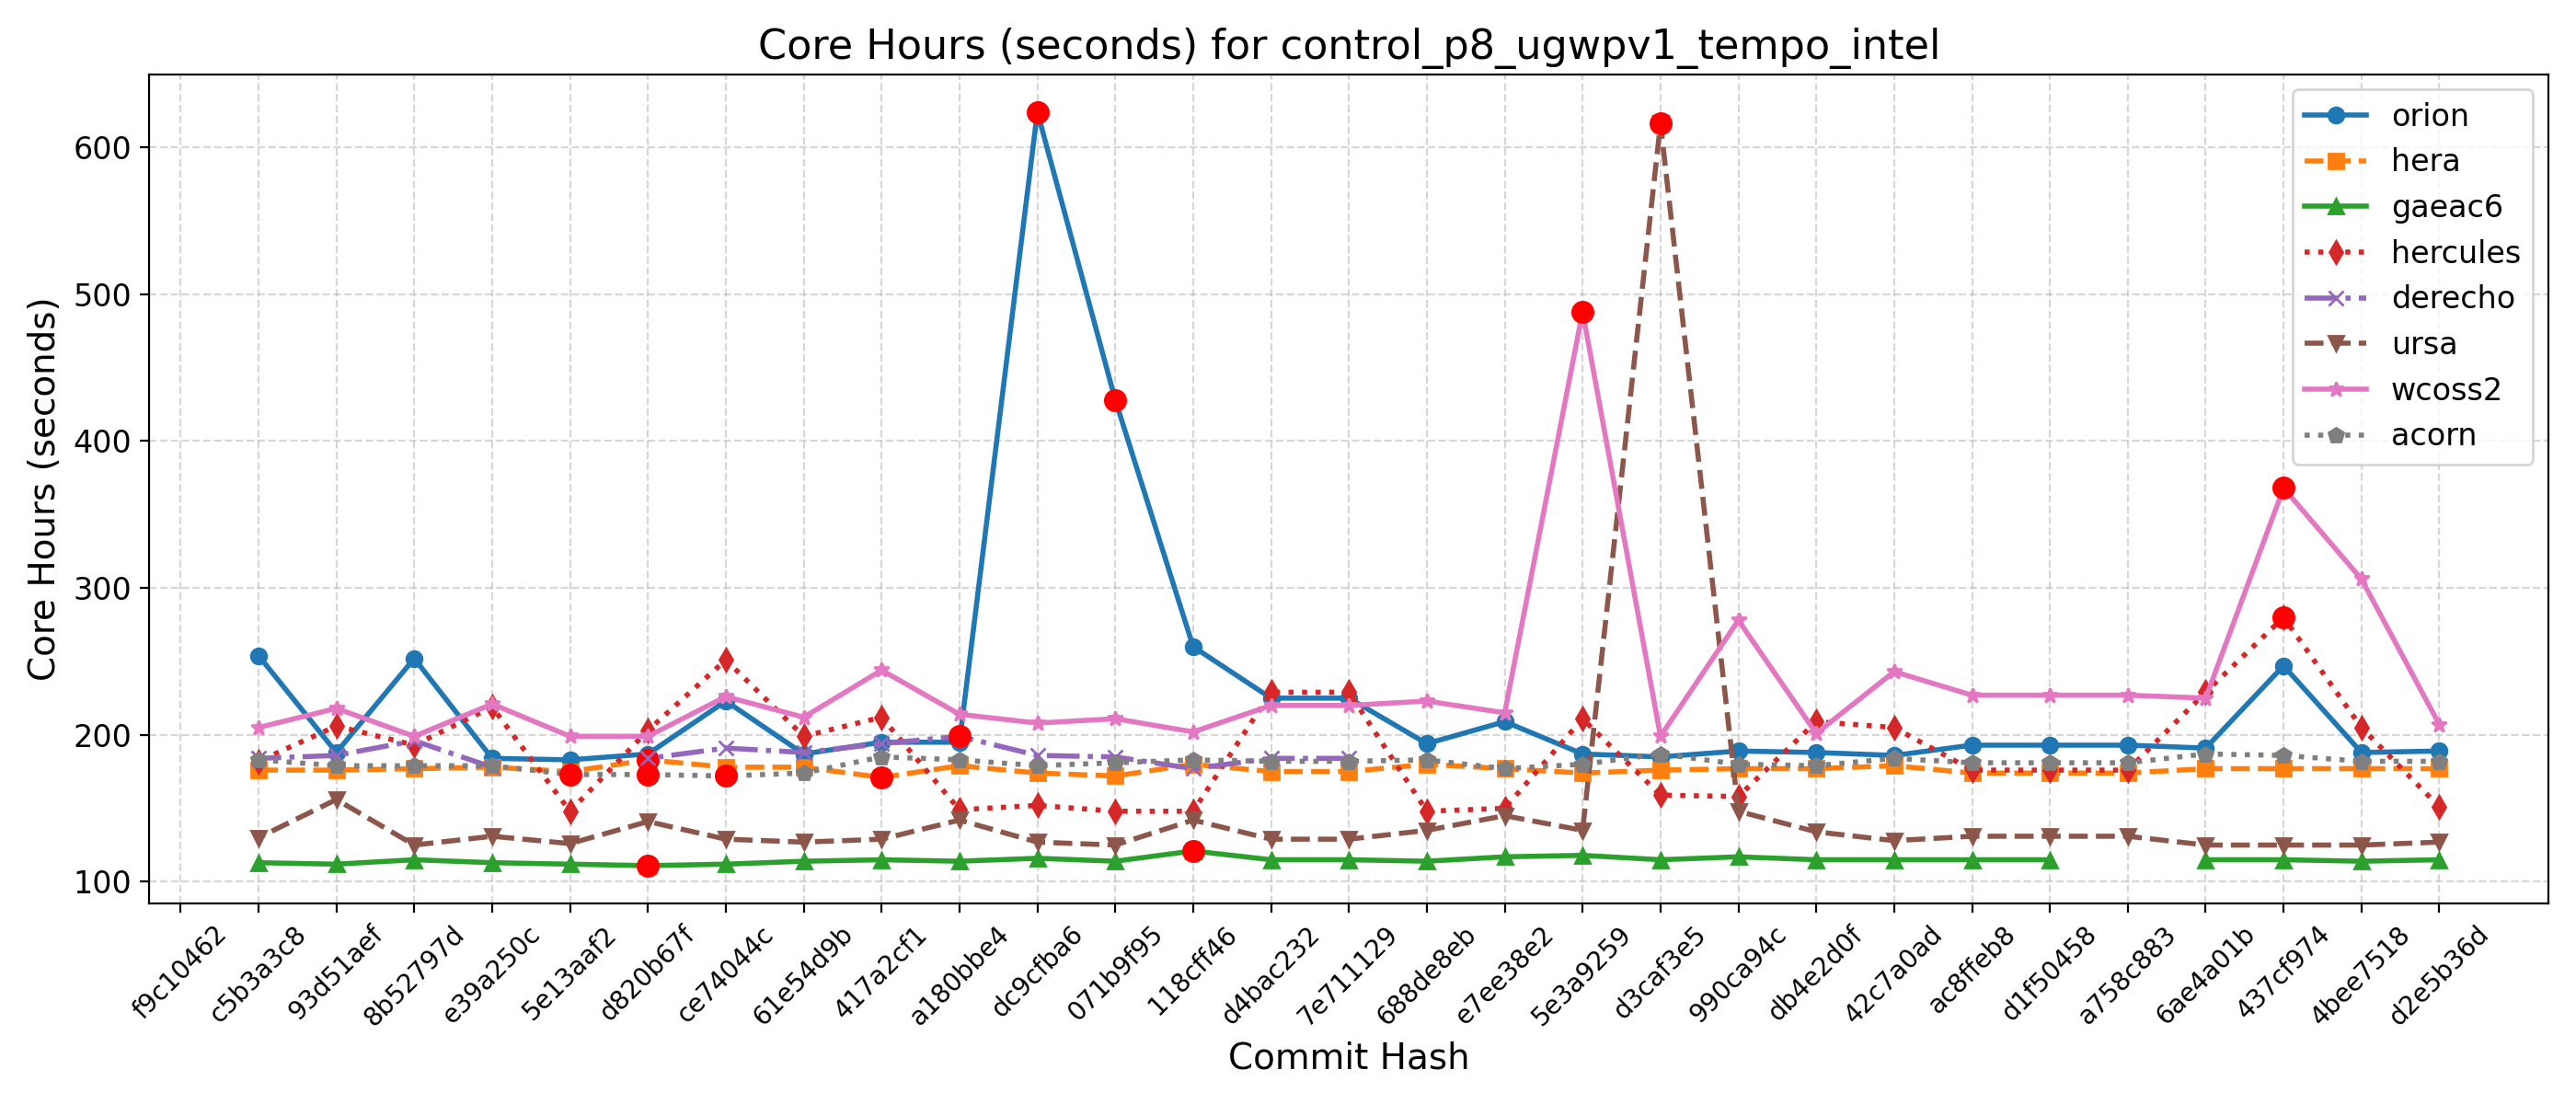 Core Hours (seconds) for control_p8_ugwpv1_tempo_intel
Core Hours (seconds)
600
500
400
300
200
100
orion
hera
gaeac6
hercules
derecho
ursa
wcoss2
acorn
f9c10462
c5b3a3c8
93d51aef
8b52797d
e39a250c
5e13aaf2
d820b67f
ce74044c
61e54d9b
417a2cf1
a180bbe4
dc9cfba6
071b9f95
118cff46
d4bac232
7e711129
688de8eb
e7ee38e2
5e3a9259
d3caf3e5
990ca94c
db4e2d0f
42c7a0ad
ac8ffeb8
d1f50458
a758c883
6ae4a01b
437cf974
4bee7518
d2e5b36d
Commit Hash